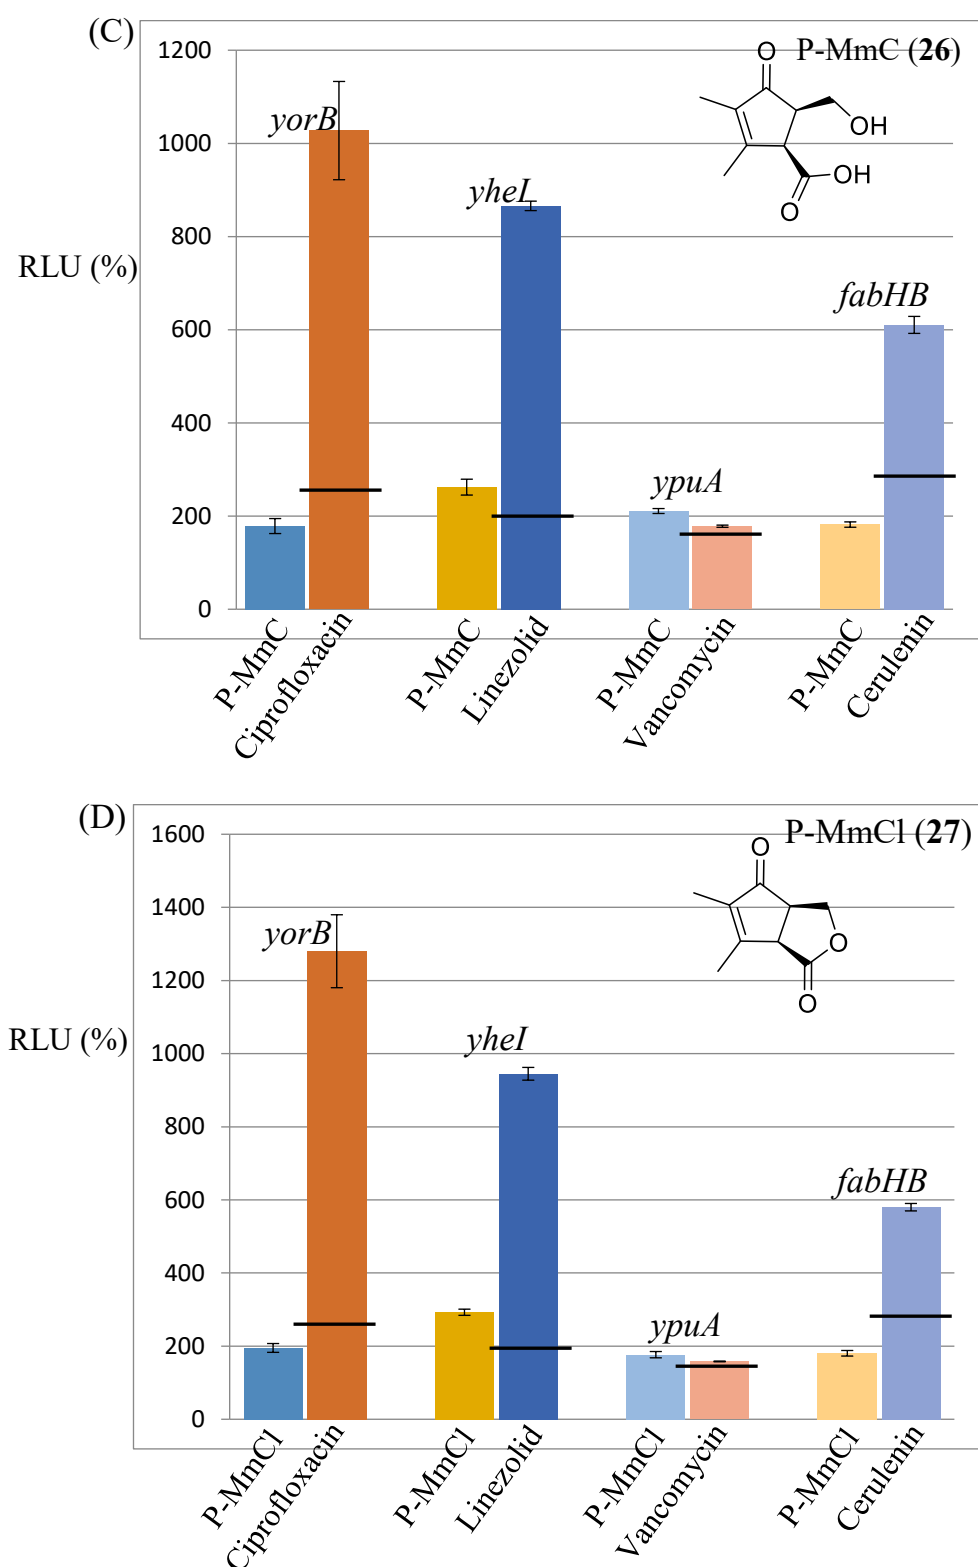 (C)
P-MmC (26)
1200
1000
800
600
400
200
0
RLU (%)
yorB
yheI
ypuA
fabHB
O
OH
OH
O
P-MmC
Ciprofloxacin
P-MmC
Linezolid
P-MmC
Vancomycin
P-MmC
Cerulenin
(D)
P-MmCl (27)
1600
1400
1200
1000
800
600
400
200
0
RLU (%)
yorB
yheI
ypuA
fabHB
O
O
O
P-MmCl
Ciprofloxacin
P-MmCl
Linezolid
P-MmCl
Vancomycin
P-MmCl
Cerulenin